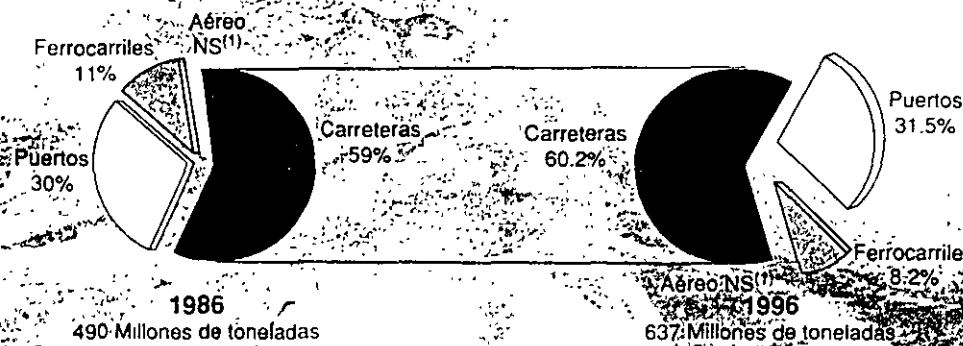 Aéreo
NS(1)
Ferrocarriles
11%
Puertos
30%
Carreteras
59%
1986
490 Millones de toneladas
Carreteras
60.2%
Puertos
31.5%
Ferrocarrile
8.2%
Aéreo NS(1)
1996
637 Millones de toneladas